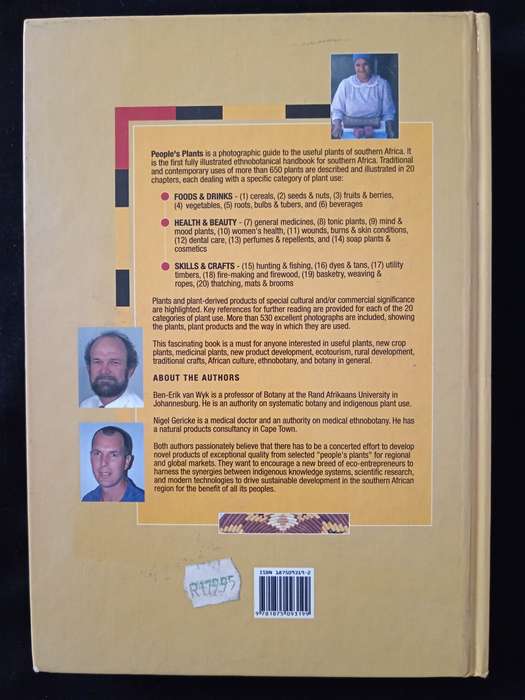 People's Plants is a photographic guide to the useful plants of southern Africa. It
is the first fully illustrated ethnobotanical handbook for southern Africa. Traditional
and contemporary uses of more than 650 plants are described and illustrated in 20
chapters, each dealing with a specific category of plant use:
FOODS & DRINKS - (1) cereals, (2) seeds & nuts, (3) fruits & berries,
(4) vegetables, (5) roots, bulbs & tubers, and (6) beverages
HEALTH & BEAUTY - (7) general medicines, (8) tonic plants, (9) mind &
mood plants, (10) women's health, (11) wounds, burns & skin conditions,
(12) dental care, (13) perfumes & repellents, and (14) soap plants &
cosmetics
SKILLS & CRAFTS - (15) hunting & fishing, (16) dyes & tans, (17) utility
timbers, (18) fire-making and firewood, (19) basketry, weaving &
ropes, (20) thatching, mats & brooms
Plants and plant-derived products of special cultural and/or commercial significance
are highlighted. Key references for further reading are provided for each of the 20
categories of plant use. More than 530 excellent photographs are included, showing
the plants, plant products and the way in which they are used.
This fascinating book is a must for anyone interested in useful plants, new crop
plants, medicinal plants, new product development, ecotourism, rural development,
traditional crafts, African culture, ethnobotany, and botany in general.
ABOUT THE AUTHORS
Ben-Erik van Wyk is a professor of Botany at the Rand Afrikaans University in
Johannesburg. He is an authority on systematic botany and indigenous plant use.
Nigel Gericke is a medical doctor and an authority on medical ethnobotany. He has
a natural products consultancy in Cape Town.
Both authors passionately believe that there has to be a concerted effort to develop
novel products of exceptional quality from selected "people's plants" for regional
and global markets. They want to encourage a new breed of eco-entrepreneurs to
harness the synergies between indigenous knowledge systems, scientific research,
and modern technologies to drive sustainable development in the southern African
region for the benefit of all its peoples.
ISBN 187509319-2
9 781875 093199